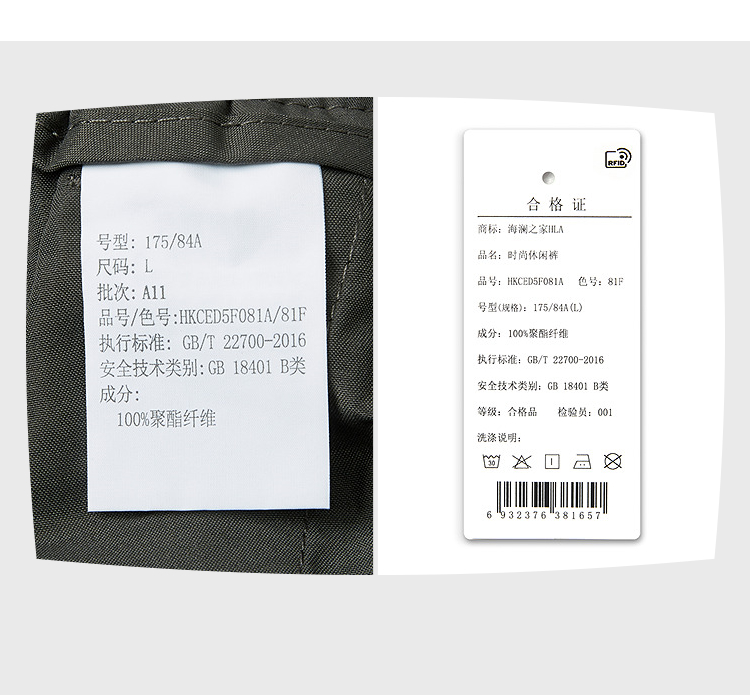 号型: 175/84A
尺码: L
批次: A11
品号/色号:HKCED5F081A/81F
执行标准: GB/T 22700-2016
安全技术类别:GB 18401 B类
成分:
100%聚酯纤维
RFID
合格证
商标: 海澜之家HLA
品名: 时尚休闲裤
品号: HKCED5F081A 色号: 81F
号型(规格): 175/84A(L)
成分: 100%聚酯纤维
执行标准: GB/T 22700-2016
安全技术类别: GB 18401 B类
等级: 合格品 检验员: 001
洗涤说明:
30
6 932376 381657